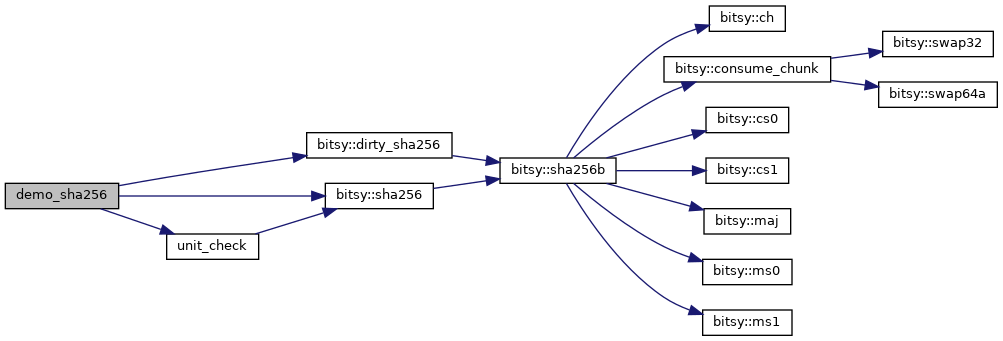 demo_sha256
bitsy::dirty_sha256
bitsy::sha256
unit_check
bitsy::sha256b
bitsy::ch
bitsy::consume_chunk
bitsy::cs0
bitsy::cs1
bitsy::maj
bitsy::ms0
bitsy::ms1
bitsy::swap32
bitsy::swap64a